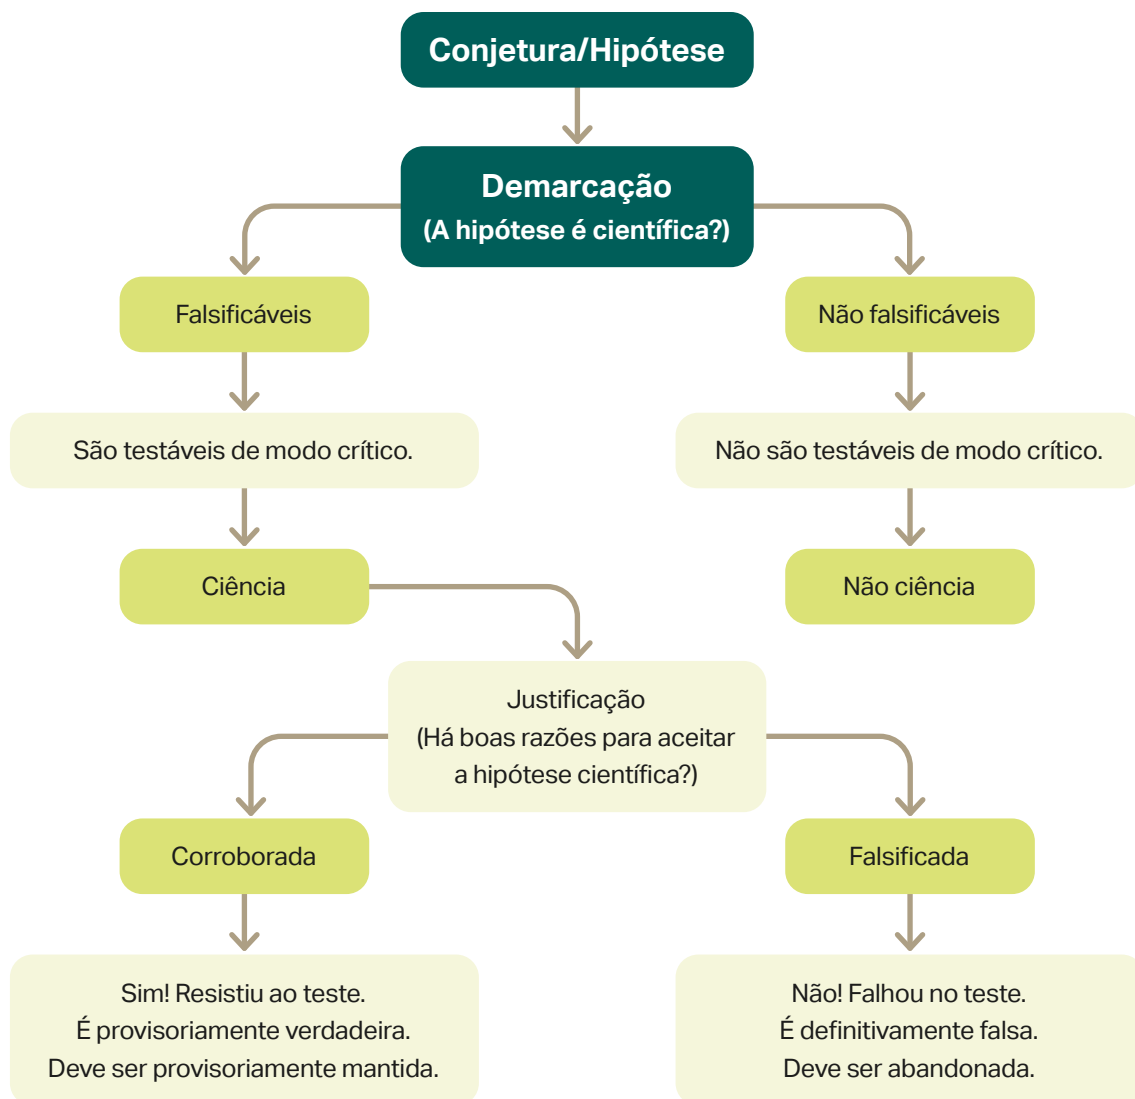 Conjetura/Hipótese
Demarcação
(A hipótese é científica?)
Falsificáveis
Não falsificáveis
São testáveis de modo crítico.
Não são testáveis de modo crítico.
Ciência
Não ciência
Justificação
(Há boas razões para aceitar
a hipótese científica?)
Corroborada
Falsificada
Sim! Resistiu ao teste.
É provisoriamente verdadeira.
Deve ser provisoriamente mantida.
Não! Falhou no teste.
É definitivamente falsa.
Deve ser abandonada.